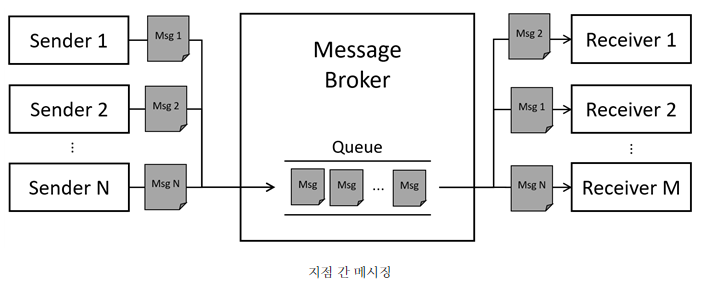 Sender 1
Msg 1
Sender 2
Msg 2
⋮
Sender N
Msg N
Message
Broker
Queue
Msg Msg ... Msg
Msg 2
Receiver 1
Msg 1
Receiver 2
⋮
Msg N
Receiver M
지점 간 메시징